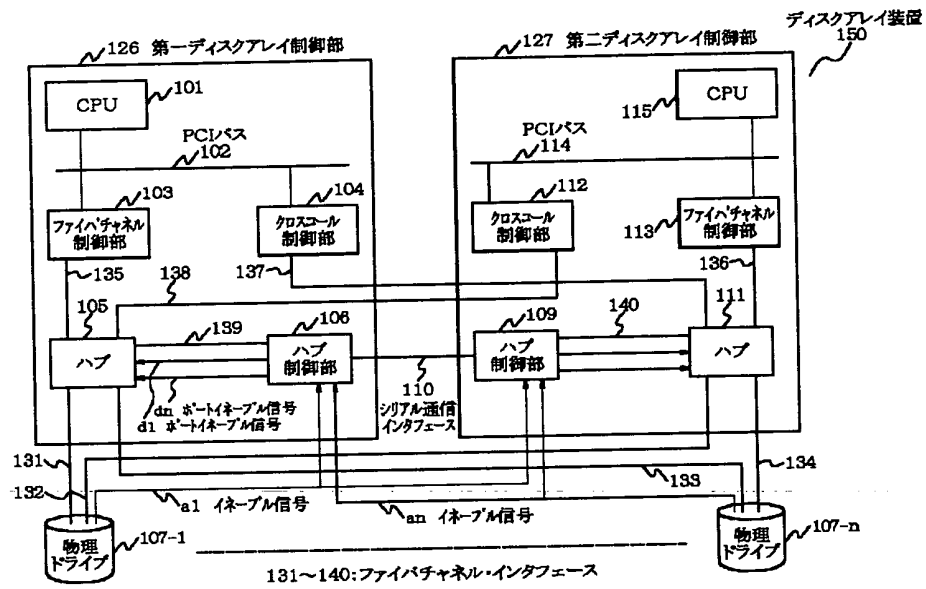 ディスクアレイ装置
150
126 第一ディスクアレイ制御部
127 第二ディスクアレイ制御部
CPU
101
115
CPU
PCIバス
102
PCIバス
114
103
104
112
ファイバチャネル
制御部
クロスコール
制御部
クロスコール
制御部
113
ファイバチャネル
制御部
135
137
136
138
105
139
106
109
140
111
ハブ
ハブ
制御部
ハブ
制御部
ハブ
110
シリアル通信
インタフェース
dn ポートイネーブル信号
d1 ポートイネーブル信号
131
132
133
134
a1 イネーブル信号
an イネーブル信号
物理
ドライブ
107-1
物理
ドライブ
107-n
131～140:ファイバチャネル・インタフェース